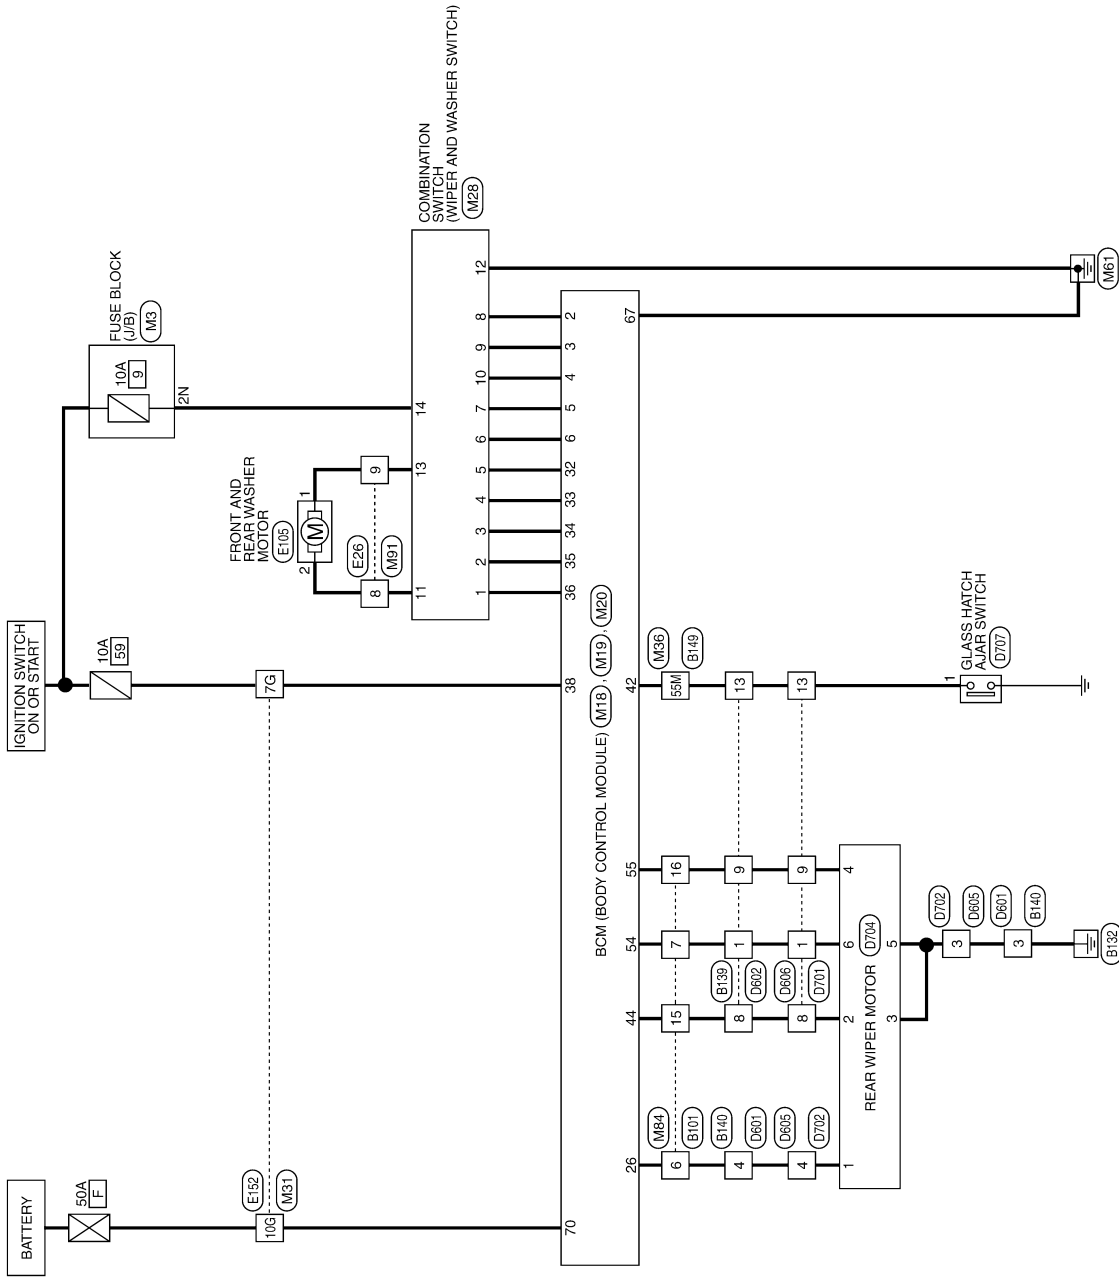 BATTERY
50A
F
E152
10G
M31
70
IGNITION SWITCH
ON OR START
10A
59
7G
38
FUSE BLOCK
(J/B)
M3
10A
9
2N
14
FRONT AND
REAR WASHER
MOTOR
E105
2
M
1
E26
M91
8
9
11
13
COMBINATION
SWITCH
(WIPER AND WASHER SWITCH)
M28
1
2
3
4
5
6
7
10
9
8
12
36
35
34
33
32
6
5
4
3
2
BCM (BODY CONTROL MODULE) M18 , M19 , M20
26
44
54
55
42
67
M84
6
B101
15
7
16
55M
M36
B149
B140
4
D601
8
B139
D602
1
9
13
D605
4
D702
8
D606
D701
1
9
13
1
2
6
4
REAR WIPER MOTOR D704
3
5
D702
3
D605
D601
3
B140
B132
1
GLASS HATCH
AJAR SWITCH
D707
M61